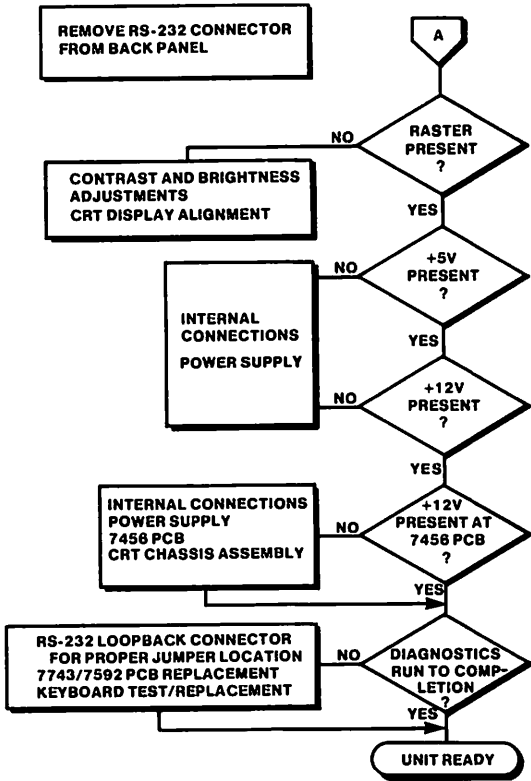 REMOVE RS-232 CONNECTOR
FROM BACK PANEL
A
RASTER
PRESENT
?
NO
CONTRAST AND BRIGHTNESS
ADJUSTMENTS
CRT DISPLAY ALIGNMENT
YES
+5V
PRESENT
?
NO
INTERNAL
CONNECTIONS
POWER SUPPLY
YES
+12V
PRESENT
?
NO
YES
+12V
PRESENT AT
7456 PCB
?
NO
INTERNAL CONNECTIONS
POWER SUPPLY
7456 PCB
CRT CHASSIS ASSEMBLY
YES
DIAGNOSTICS
RUN TO COMP-
LETION
?
NO
RS-232 LOOPBACK CONNECTOR
FOR PROPER JUMPER LOCATION
7743/7592 PCB REPLACEMENT
KEYBOARD TEST/REPLACEMENT
YES
UNIT READY